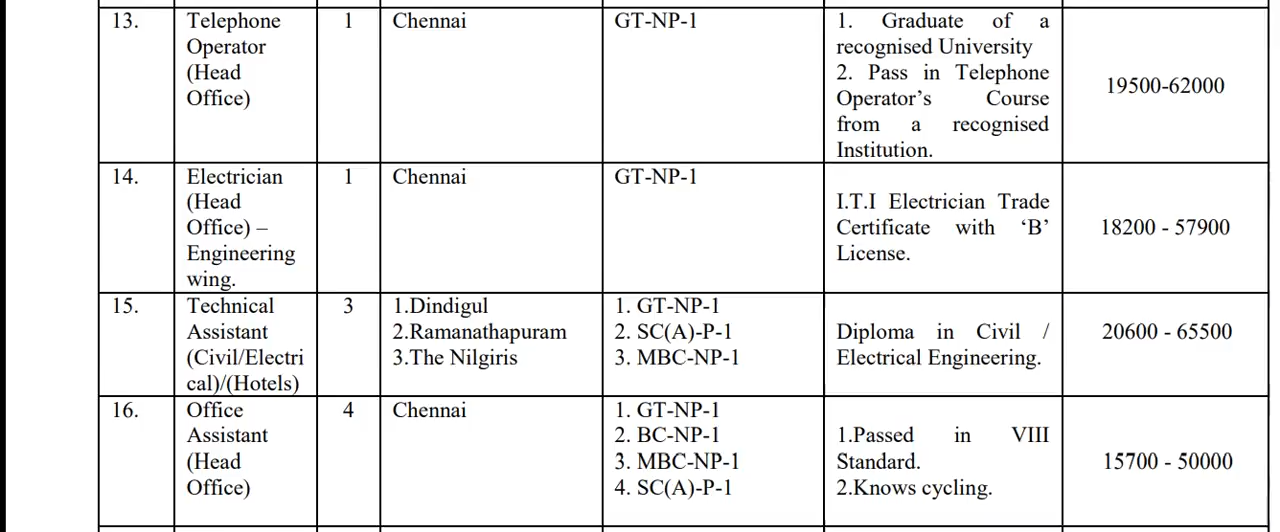 13. Telephone Operator (Head Office) 1 Chennai GT-NP-1 1. Graduate of a recognised University 2. Pass in Telephone Operator’s Course from a recognised Institution. 19500-62000
14. Electrician (Head Office) – Engineering wing. 1 Chennai GT-NP-1 I.T.I Electrician Trade Certificate with ‘B’ License. 18200 - 57900
15. Technical Assistant (Civil/Electrical)/(Hotels) 3 1.Dindigul 2.Ramanathapuram 3.The Nilgiris 1. GT-NP-1 2. SC(A)-P-1 3. MBC-NP-1 Diploma in Civil / Electrical Engineering. 20600 - 65500
16. Office Assistant (Head Office) 4 Chennai 1. GT-NP-1 2. BC-NP-1 3. MBC-NP-1 4. SC(A)-P-1 1.Passed in VIII Standard. 2.Knows cycling. 15700 - 50000